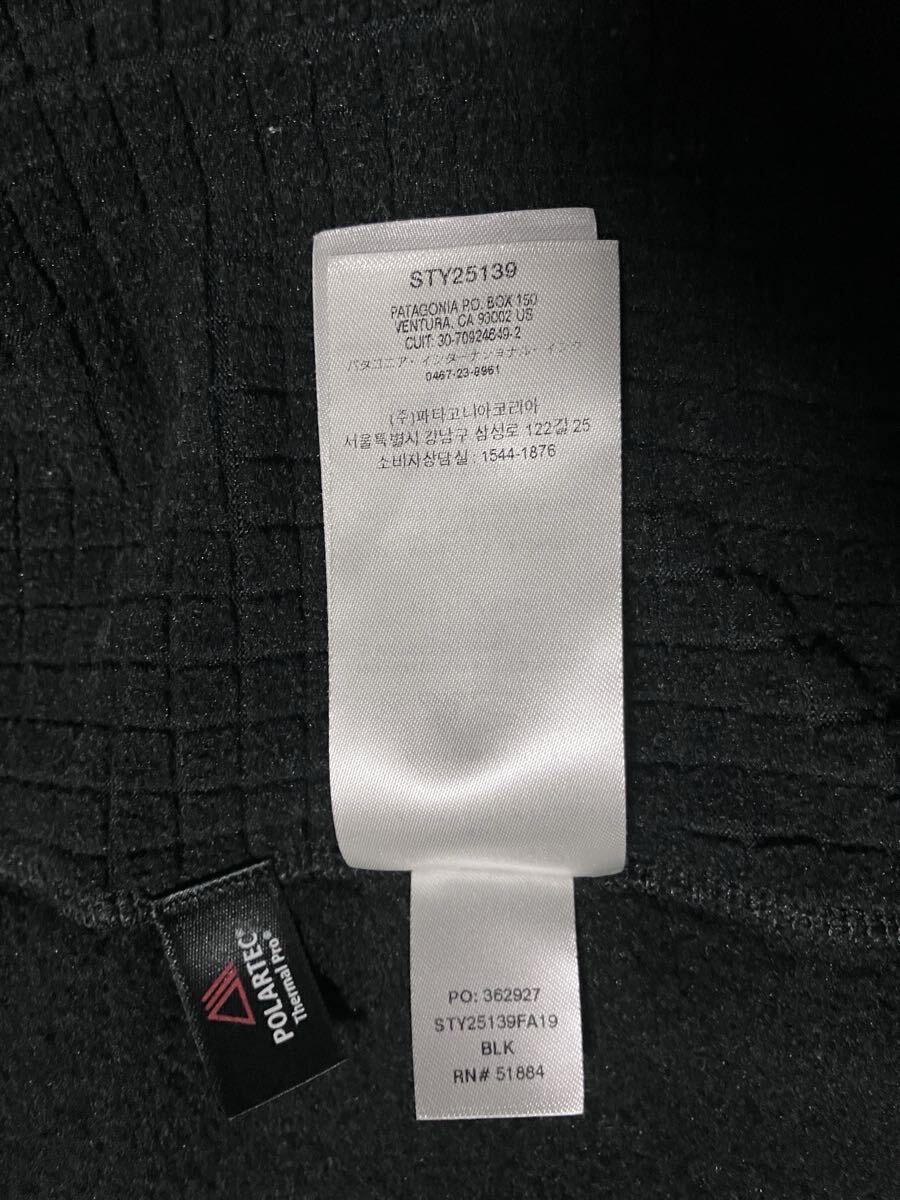 STY25139
PATAGONIA P.O. BOX 150
VENTURA, CA 93002 US
CUIT: 30-70924649-2
パタゴニア・インターナショナル・インク
0467-23-8961
(주)파타고니아코리아
서울특별시 강남구 삼성로 122길 25
소비자상담실 : 1544-1876
POLARTEC®
Thermal Pro®
PO: 362927
STY25139FA19
BLK
RN# 51884